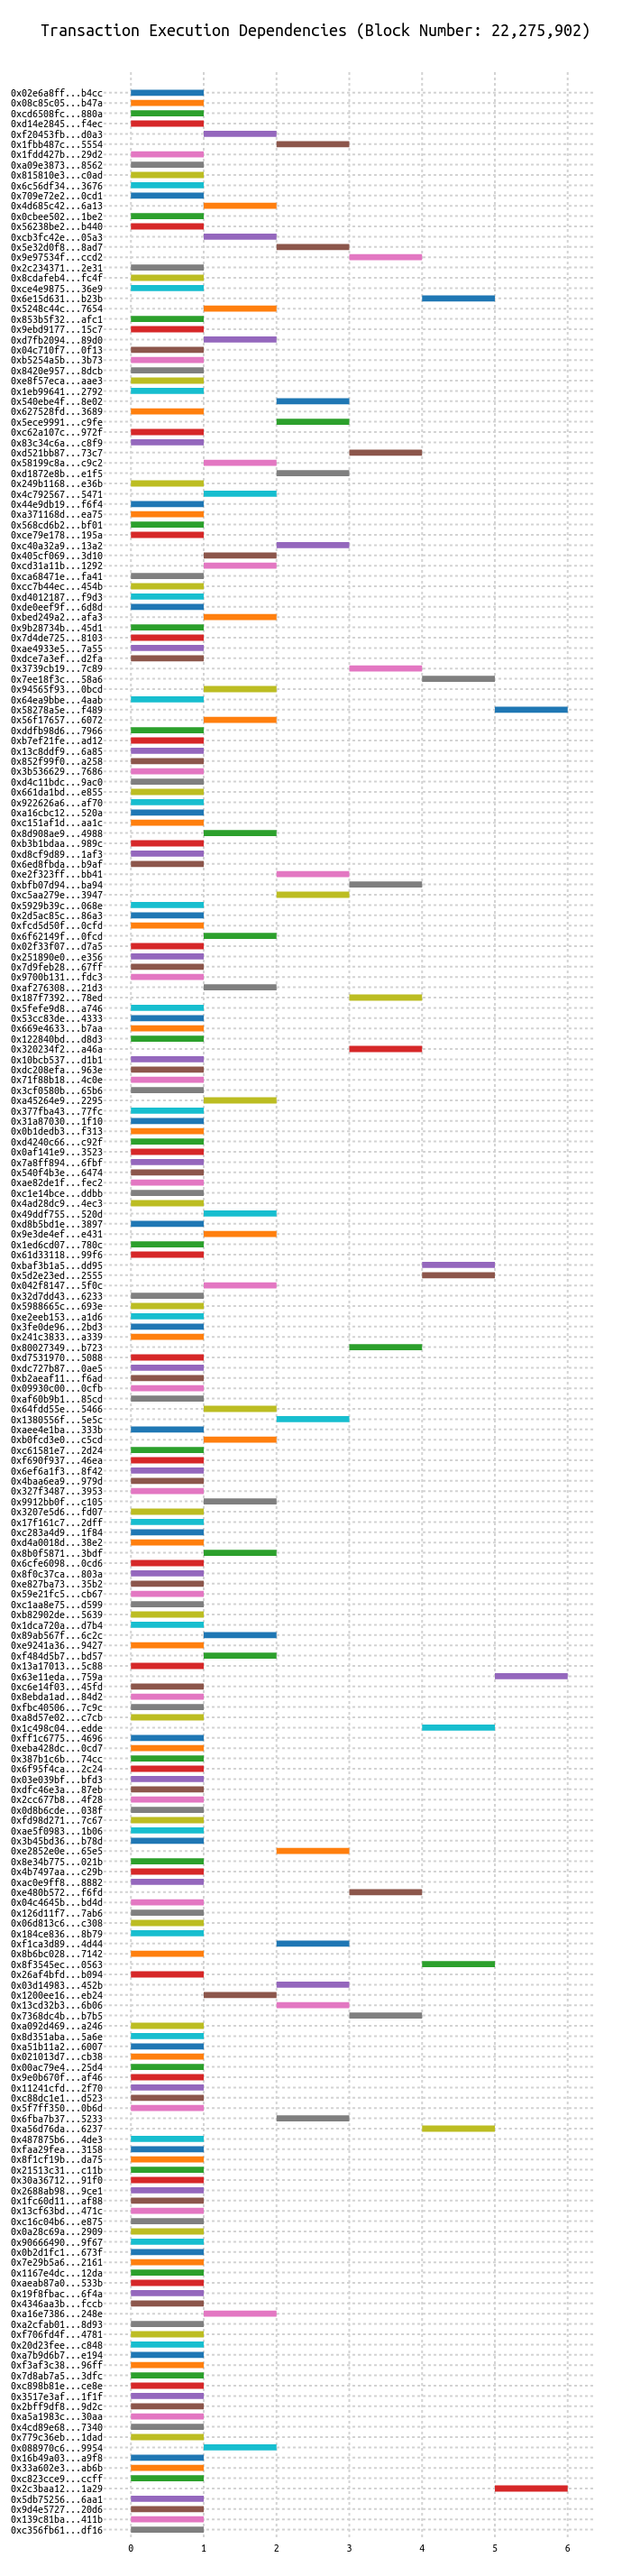 Transaction Execution Dependencies (Block Number: 22,275,902)
0x02e6a8ff...b4cc
0x08c85c05...b47a
0xcd6508fc...880a
0xd14e2845...f4ec
0xf20453fb...d0a3
0x1fbb487c...5554
0x1fdd427b...29d2
0xa09e3873...8562
0x815810e3...c0ad
0x6c56df34...3676
0x709e72e2...0cd1
0x4d685c42...6a13
0x0cbee502...1be2
0x56238be2...b440
0xcb3fc42e...05a3
0x5e32d0f8...8ad7
0x9e97534f...ccd2
0x2c234371...2e31
0x8cdafeb4...fc4f
0xce4e9875...36e9
0x6e15d631...b23b
0x5248c44c...7654
0x853b5f32...afc1
0x9ebd9177...15c7
0xd7fb2094...89d0
0x04c710f7...0f13
0xb5254a5b...3b73
0x8420e957...8dcb
0xe8f57eca...aae3
0x1eb99641...2792
0x540ebe4f...8e02
0x627528fd...3689
0x5ece9991...c9fe
0xc62a107c...972f
0x83c34c6a...c8f9
0xd521bb87...73c7
0x58199c8a...c9c2
0xd1872e8b...e1f5
0x249b1168...e36b
0x4c792567...5471
0x44e9db19...f6f4
0xa371168d...ea75
0x568cd6b2...bf01
0xce79e178...195a
0xc40a32a9...13a2
0x405cf069...3d10
0xcd31a11b...1292
0xca68471e...fa41
0xcc7b44ec...454b
0xd4012187...f9d3
0xde0eef9f...6d8d
0xbed249a2...afa3
0x9b28734b...45d1
0x7d4de725...8103
0xae4933e5...7a55
0xdce7a3ef...d2fa
0x3739cb19...7c89
0x7ee18f3c...58a6
0x94565f93...0bcd
0x64ea9bbe...4aab
0x58278a5e...f489
0x56f17657...6072
0xddfb98d6...7966
0xb7ef21fe...ad12
0x13c8ddf9...6a85
0x852f99f0...a258
0x3b536629...7686
0xd4c11bdc...9ac0
0x661da1bd...e855
0x922626a6...af70
0xa16cbc12...520a
0xc151af1d...aa1c
0x8d908ae9...4988
0xb3b1bdaa...989c
0xd8cf9d89...1af3
0x6ed8fbda...b9af
0xe2f323ff...bb41
0xbfb07d94...ba94
0xc5aa279e...3947
0x5929b39c...068e
0x2d5ac85c...86a3
0xfcd5d50f...0cfd
0x6f62149f...0fcd
0x02f33f07...d7a5
0x251890e0...e356
0x7d9feb28...67ff
0x9700b131...fdc3
0xaf276308...21d3
0x187f7392...78ed
0x5fefe9d8...a746
0x53cc83de...4333
0x669e4633...b7aa
0x122840bd...d8d3
0x320234f2...a46a
0x10bcb537...d1b1
0xdc208efa...963e
0x71f88b18...4c0e
0x3cf0580b...65b6
0xa45264e9...2295
0x377fba43...77fc
0x31a87030...1f10
0x0b1dedb3...f313
0xd4240c66...c92f
0x0af141e9...3523
0x7a8ff894...6fbf
0x540f4b3e...6474
0xae82de1f...fec2
0xc1e14bce...ddbb
0x4ad28dc9...4ec3
0x49ddf755...520d
0xd8b5bd1e...3897
0x9e3de4ef...e431
0x1ed6cd07...780c
0x61d33118...99f6
0xbaf3b1a5...dd95
0x5d2e23ed...2555
0x042f8147...5f0c
0x32d7dd43...6233
0x5988665c...693e
0xe2eeb153...a1d6
0x3fe0de96...2bd3
0x241c3833...a339
0x80027349...b723
0xd7531970...5088
0xdc727b87...0ae5
0xb2aeaf11...f6ad
0x09930c00...0cfb
0xaf60b9b1...85cd
0x64fdd55e...5466
0x1380556f...5e5c
0xaee4e1ba...333b
0xb0fcd3e0...c5cd
0xc61581e7...2d24
0xf690f937...46ea
0x6ef6a1f3...8f42
0x4baa6ea9...979d
0x327f3487...3953
0x9912bb0f...c105
0x3207e5d6...fd07
0x17f161c7...2dff
0xc283a4d9...1f84
0xd4a0018d...38e2
0x8b0f5871...3bdf
0x6cfe6098...0cd6
0x8f0c37ca...803a
0xe827ba73...35b2
0x59e21fc5...cb67
0xc1aa8e75...d599
0xb82902de...5639
0x1dca720a...d7b4
0x89ab567f...6c2c
0xe9241a36...9427
0xf484d5b7...bd57
0x13a17013...5c88
0x63e11eda...759a
0xc6e14f03...45fd
0x8ebda1ad...84d2
0xfbc40506...7c9c
0xa8d57e02...c7cb
0x1c498c04...edde
0xff1c6775...4696
0xeba428dc...0cd7
0x387b1c6b...74cc
0x6f95f4ca...2c24
0x03e039bf...bfd3
0xdfc46e3a...87eb
0x2cc677b8...4f28
0x0d8b6cde...038f
0xfd98d271...7c67
0xae5f0983...1b06
0x3b45bd36...b78d
0xe2852e0e...65e5
0x8e34b775...021b
0x4b7497aa...c29b
0xac0e9ff8...8882
0xe480b572...f6fd
0x04c4645b...bd4d
0x126d11f7...7ab6
0x06d813c6...c308
0x184ce836...8b79
0xf1ca3d89...4d44
0x8b6bc028...7142
0x8f3545ec...0563
0x26af4bfd...b094
0x03d14983...452b
0x1200ee16...eb24
0x13cd32b3...6b06
0x7368dc4b...b7b5
0xa092d469...a246
0x8d351aba...5a6e
0xa51b11a2...6007
0x021013d7...cb38
0x00ac79e4...25d4
0x9e0b670f...af46
0x11241cfd...2f70
0xc88dc1e1...d523
0x5f7ff350...0b6d
0x6fba7b37...5233
0xa56d76da...6237
0x487875b6...4de3
0xfaa29fea...3158
0x8f1cf19b...da75
0x21513c31...c11b
0x30a36712...91f0
0x2688ab98...9ce1
0x1fc60d11...af88
0x13cf63bd...471c
0xc16c04b6...e875
0x0a28c69a...2909
0x90666490...9f67
0x0b2d1fc1...673f
0x7e29b5a6...2161
0x1167e4dc...12da
0xaeab87a0...533b
0x19f8fbac...6f4a
0x4346aa3b...fccb
0xa16e7386...248e
0xa2cfab01...8d93
0xf706fd4f...4781
0x20d23fee...c848
0xa7b9d6b7...e194
0xf3af3c38...96ff
0x7d8ab7a5...3dfc
0xc898b81e...ce8e
0x3517e3af...1f1f
0x2bff9df8...9d2c
0xa5a1983c...30aa
0x4cd89e68...7340
0x779c36eb...1dad
0x088970c6...9954
0x16b49a03...a9f8
0x33a602e3...ab6b
0xc823cce9...ccff
0x2c3baa12...1a29
0x5db75256...6aa1
0x9d4e5727...20d6
0x139c81ba...411b
0xc356fb61...df16
0 1 2 3 4 5 6